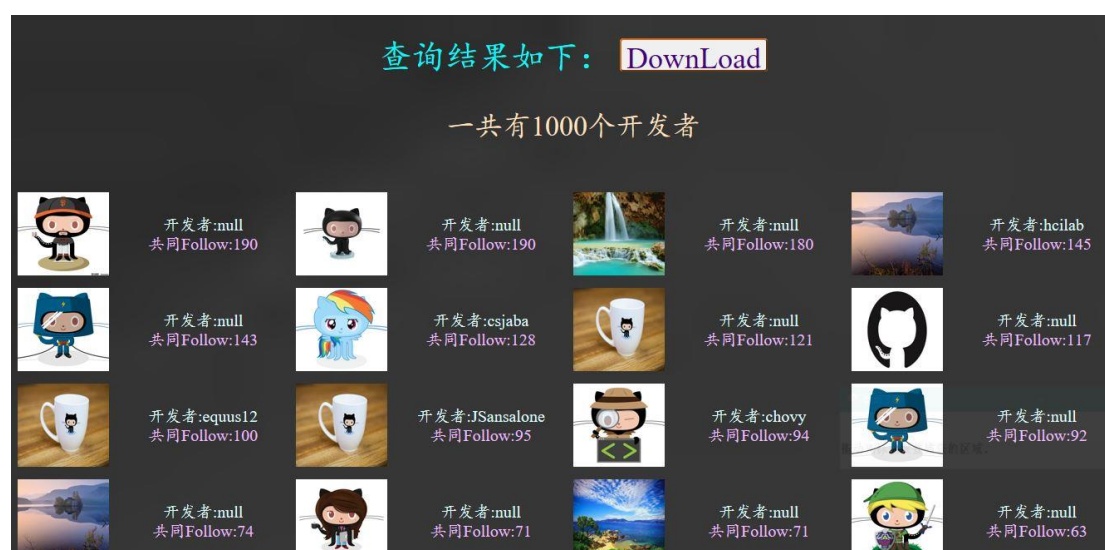 查询结果如下： DownLoad
一共有1000个开发者
开发者:null
共同Follow:190
开发者:null
共同Follow:190
开发者:null
共同Follow:180
开发者:hcilab
共同Follow:145
开发者:null
共同Follow:143
开发者:csjaba
共同Follow:128
开发者:null
共同Follow:121
开发者:null
共同Follow:117
开发者:equus12
共同Follow:100
开发者:JSansalone
共同Follow:95
开发者:chovy
共同Follow:94
开发者:null
共同Follow:92
开发者:null
共同Follow:74
开发者:null
共同Follow:71
开发者:null
共同Follow:71
开发者:null
共同Follow:63